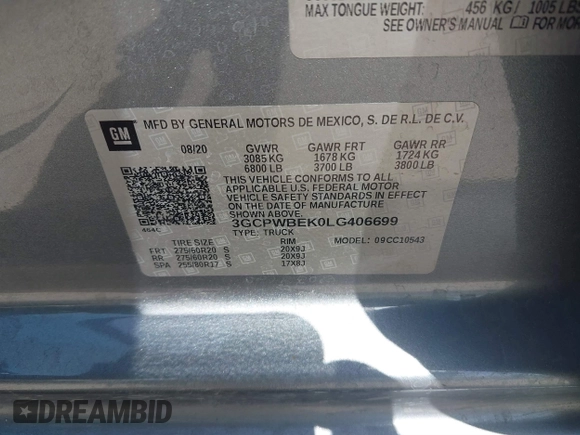 MAX TONGUE WEIGHT: 456 KG/ 1005 LBS
SEE OWNER'S MANUAL FOR MOR
GM
MFD BY GENERAL MOTORS DE MEXICO, S. DE R.L. DE C.V.
08/20 GVWR GAWR FRT GAWR RR
3085 KG 1678 KG 1724 KG
6800 LB 3700 LB 3800 LB
THIS VEHICLE CONFORMS TO ALL
APPLICABLE U.S. FEDERAL MOTOR
VEHICLE SAFETY STANDARDS IN EFFECT
ON THE DATE OF MANUFACTURE
SHOWN ABOVE.
3GCPWBEK0LG406699
TYPE: TRUCK
464C
TIRE SIZE RIM MODEL: 09CC10543
FRT 275/60R20 S 20X9J
RR 275/60R20 S 20X9J
SPA 255/80R17 S 17X8J
DREAMBID